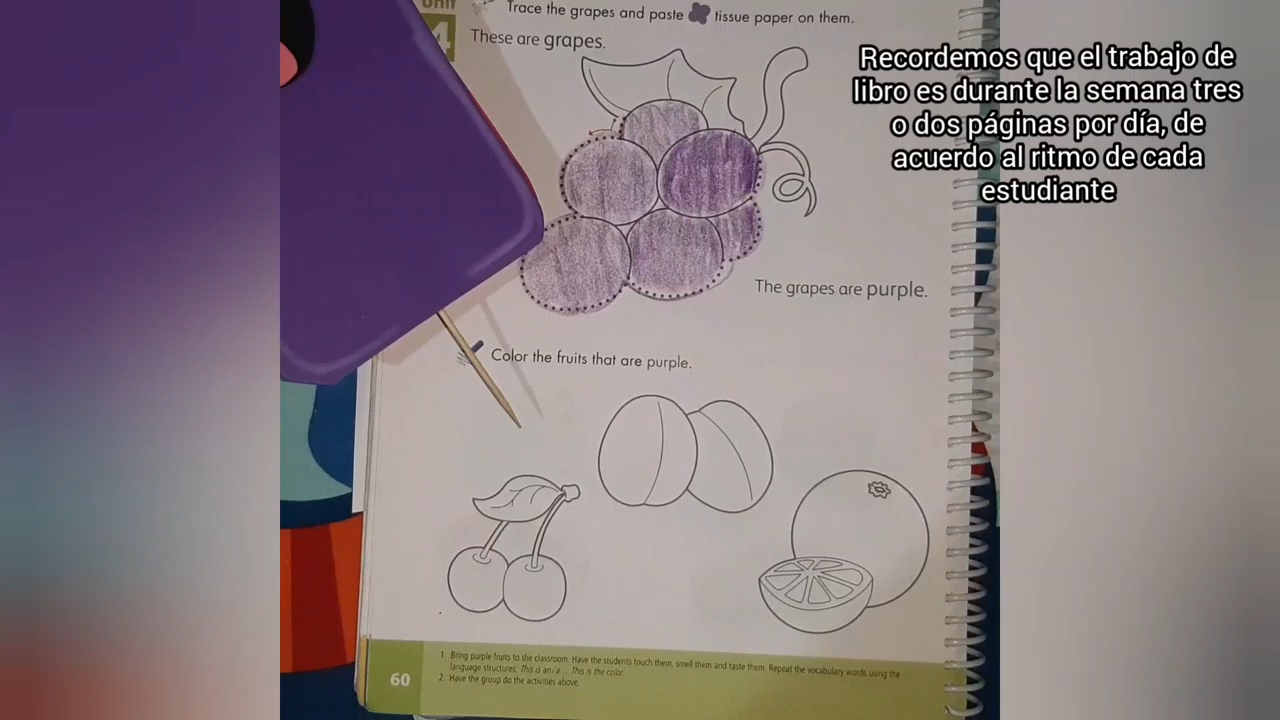 Unit
4
Trace the grapes and paste tissue paper on them.
These are grapes.
Recordemos que el trabajo de
libro es durante la semana tres
o dos páginas por día, de
acuerdo al ritmo de cada
estudiante
The grapes are purple.
Color the fruits that are purple.
1. Bring purple fruits to the classroom. Have the students touch them, smell them and taste them. Repeat the vocabulary words using the
language structures: This is an/a... This is the color.
2. Have the group do the activities above.
60